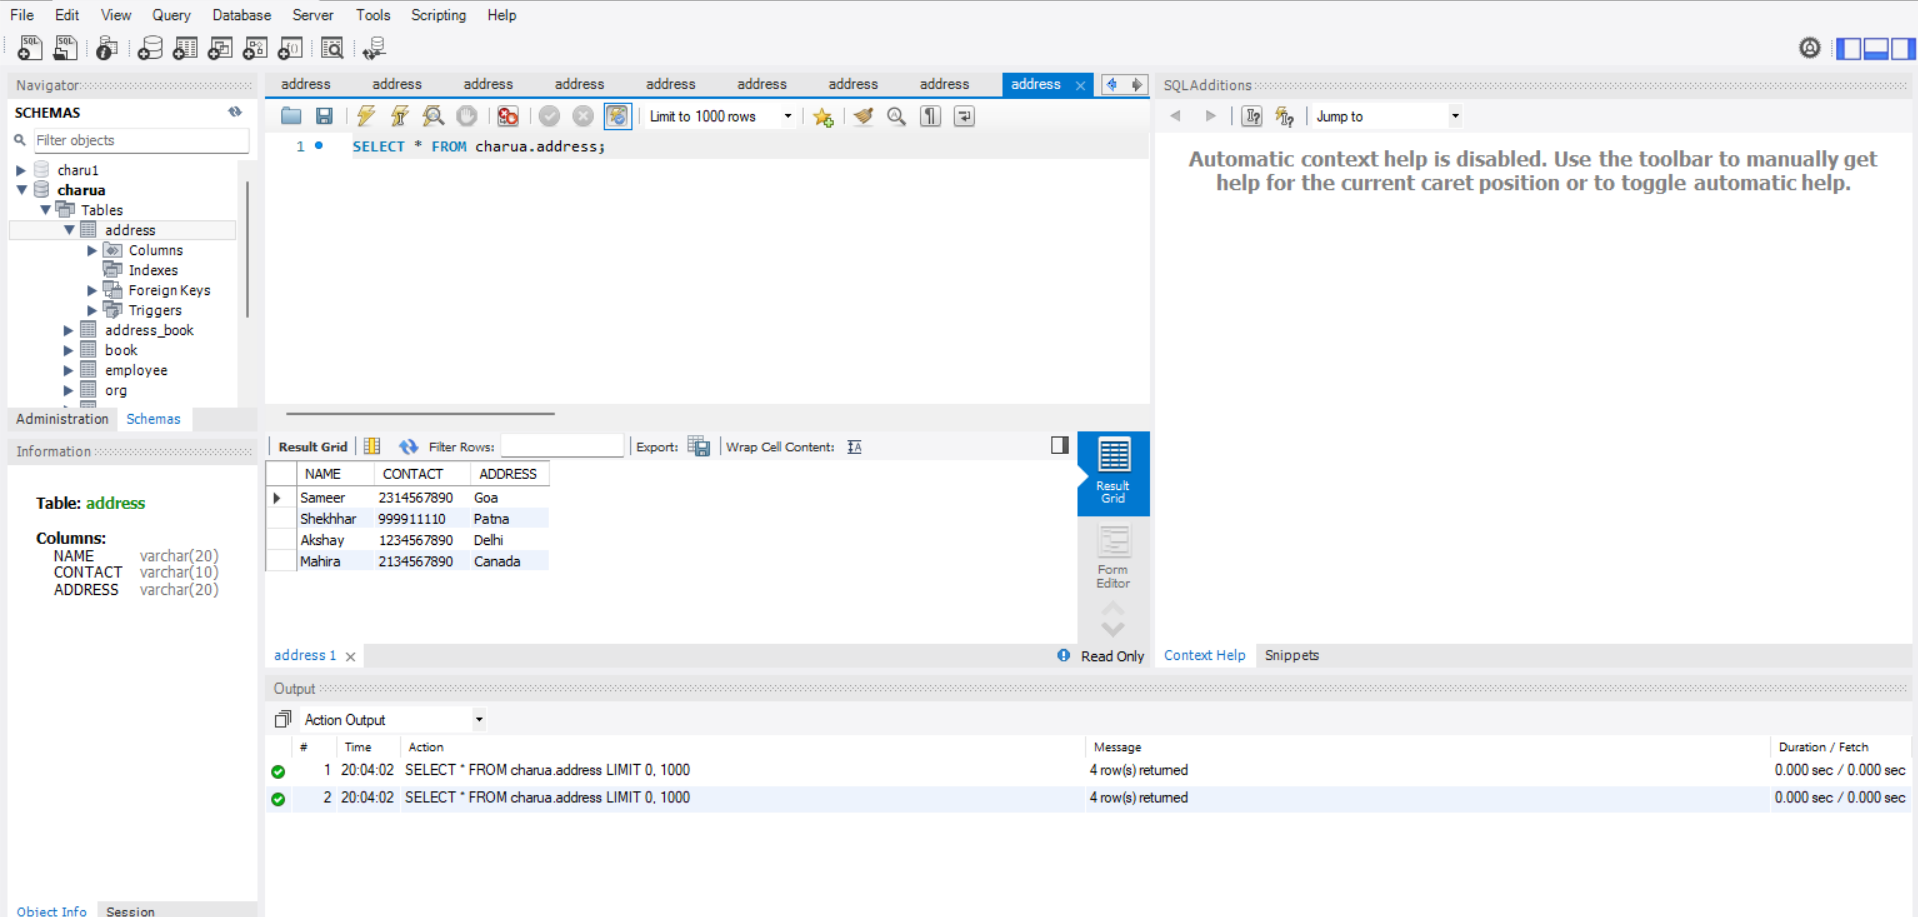 File Edit View Query Database Server Tools Scripting Help
Navigator
SCHEMAS
Filter objects
charu1
charua
Tables
address
Columns
Indexes
Foreign Keys
Triggers
address_book
book
employee
org
Administration Schemas
Information
Table: address
Columns:
NAME varchar(20)
CONTACT varchar(10)
ADDRESS varchar(20)
Object Info Session
address address address address address address address address address
Limit to 1000 rows
1 SELECT * FROM charua.address;
Result Grid Filter Rows: Export: Wrap Cell Content:
NAME CONTACT ADDRESS
Sameer 2314567890 Goa
Shekhhar 999911110 Patna
Akshay 1234567890 Delhi
Mahira 2134567890 Canada
Result
Grid
Form
Editor
address 1 Read Only
SQLAdditions
Jump to
Automatic context help is disabled. Use the toolbar to manually get
help for the current caret position or to toggle automatic help.
Context Help Snippets
Output
Action Output
# Time Action Message Duration / Fetch
1 20:04:02 SELECT * FROM charua.address LIMIT 0, 1000 4 row(s) returned 0.000 sec / 0.000 sec
2 20:04:02 SELECT * FROM charua.address LIMIT 0, 1000 4 row(s) returned 0.000 sec / 0.000 sec